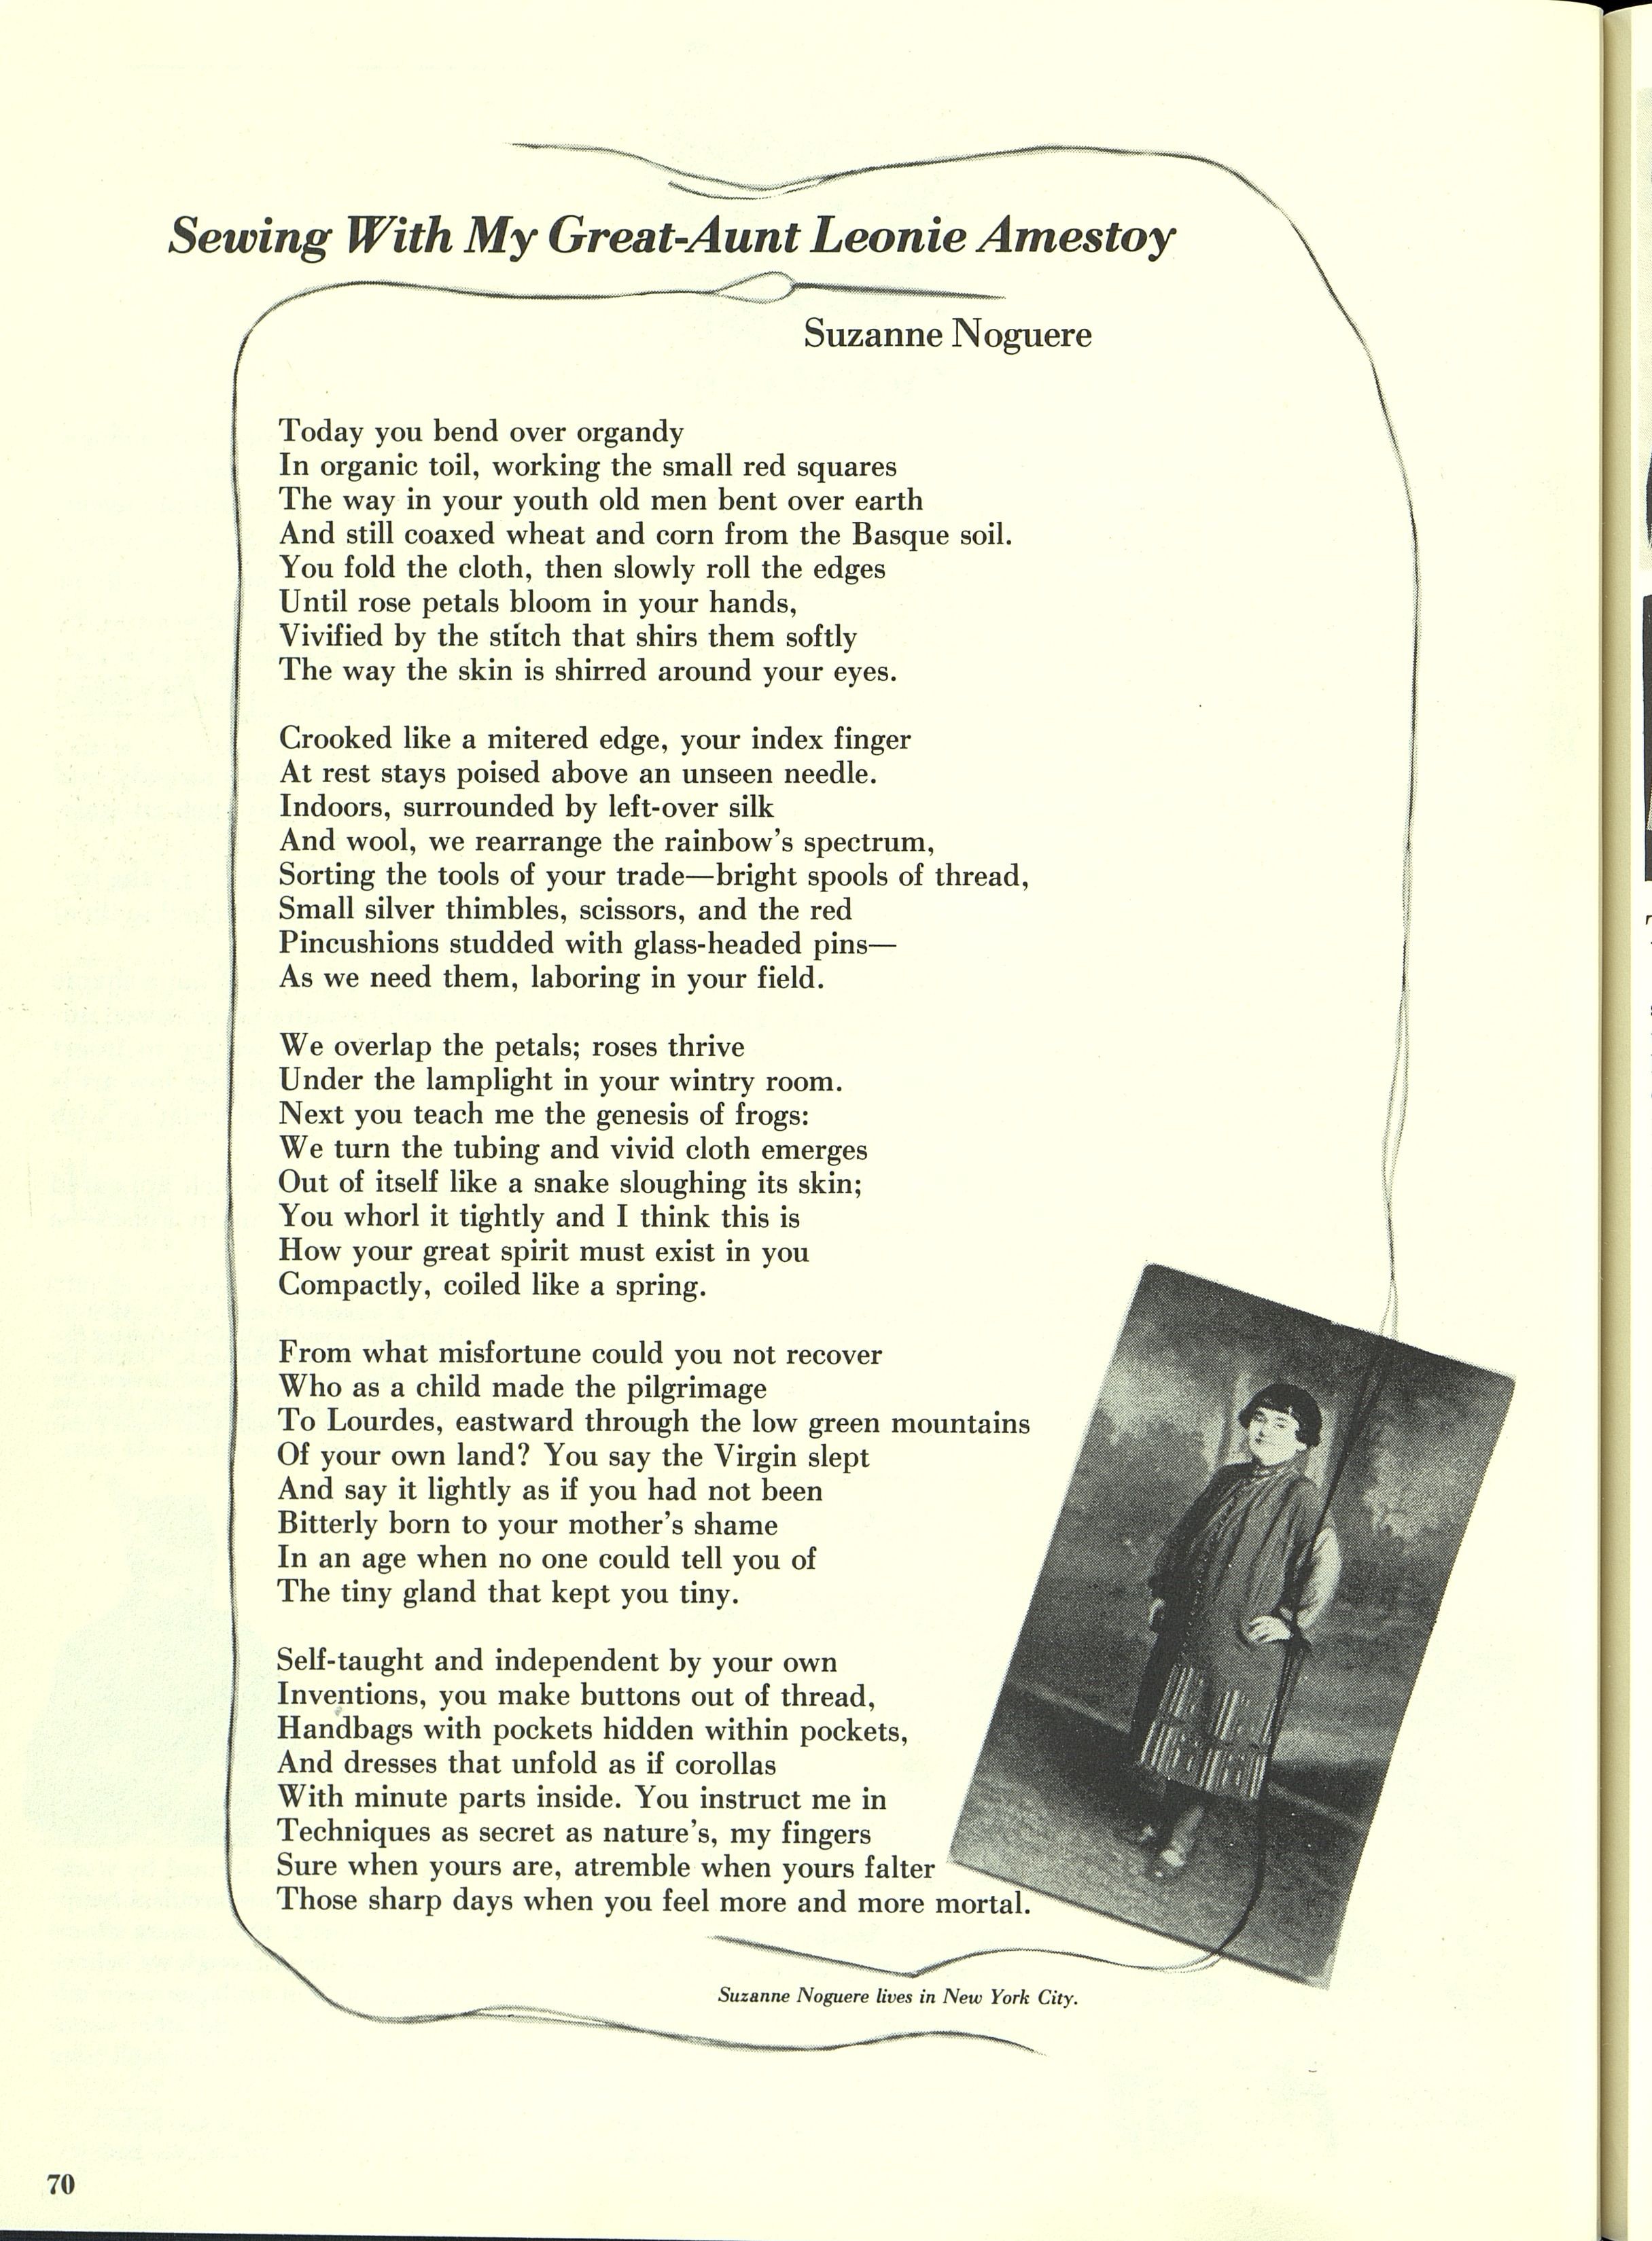 Sewing With My Great-Aunt Leonie Amestoy
Suzanne Noguere
Today you bend over organdy
In organic toil, working the small red squares
The way in your youth old men bent over earth
And still coaxed wheat and corn from the Basque soil.
You fold the cloth, then slowly roll the edges
Until rose petals bloom in your hands,
Vivified by the stitch that shirs them softly
The way the skin is shirred around your eyes.
Crooked like a mitered edge, your index finger
At rest stays poised above an unseen needle.
Indoors, surrounded by left-over silk
And wool, we rearrange the rainbow's spectrum,
Sorting the tools of your trade—bright spools of thread,
Small silver thimbles, scissors, and the red
Pincushions studded with glass-headed pins—
As we need them, laboring in your field.
We overlap the petals; roses thrive
Under the lamplight in your wintry room.
Next you teach me the genesis of frogs:
We turn the tubing and vivid cloth emerges
Out of itself like a snake sloughing its skin;
You whorl it tightly and I think this is
How your great spirit must exist in you
Compactly, coiled like a spring.
From what misfortune could you not recover
Who as a child made the pilgrimage
To Lourdes, eastward through the low green mountains
Of your own land? You say the Virgin slept
And say it lightly as if you had not been
Bitterly born to your mother's shame
In an age when no one could tell you of
The tiny gland that kept you tiny.
Self-taught and independent by your own
Inventions, you make buttons out of thread,
Handbags with pockets hidden within pockets,
And dresses that unfold as if corollas
With minute parts inside. You instruct me in
Techniques as secret as nature's, my fingers
Sure when yours are, atremble when yours falter
Those sharp days when you feel more and more mortal.
Suzanne Noguere lives in New York City.
70